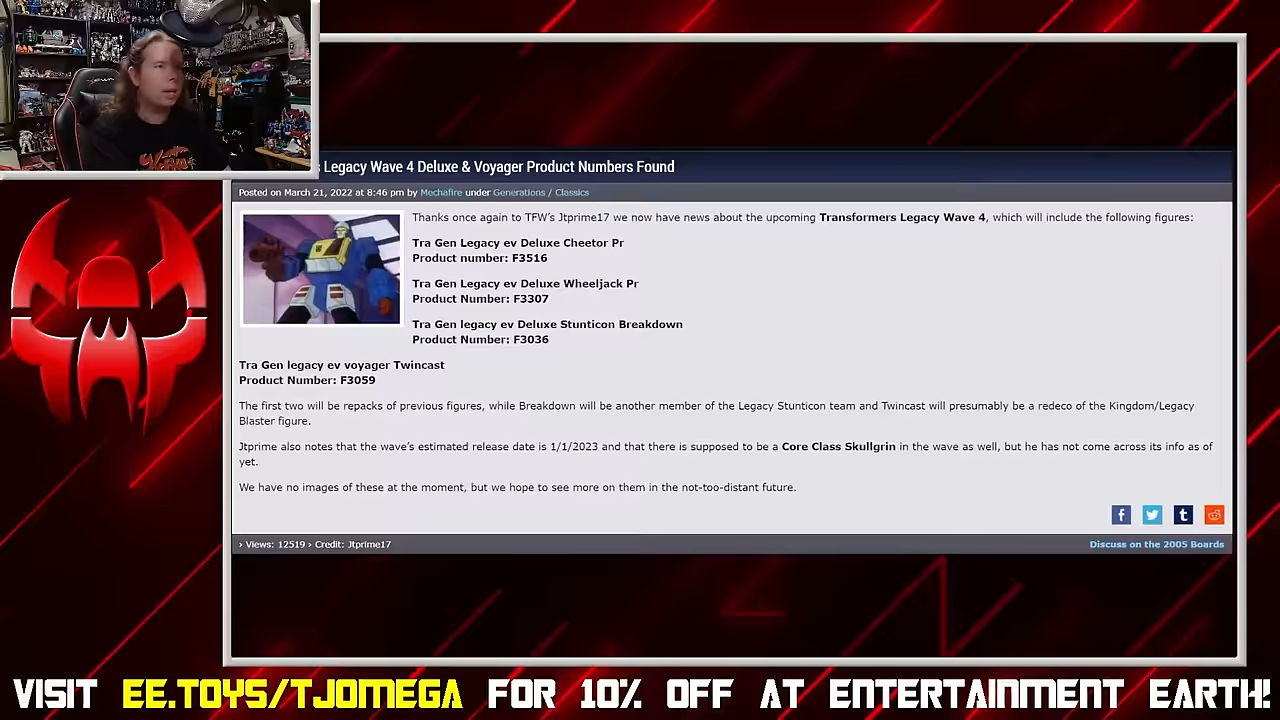 s Legacy Wave 4 Deluxe & Voyager Product Numbers Found
Posted on March 21, 2022 at 8:46 pm by Mechafire under Generations / Classics
Thanks once again to TFW's Jtprime17 we now have news about the upcoming Transformers Legacy Wave 4, which will include the following figures:
Tra Gen Legacy ev Deluxe Cheetor Pr
Product number: F3516
Tra Gen Legacy ev Deluxe Wheeljack Pr
Product Number: F3307
Tra Gen legacy ev Deluxe Stunticon Breakdown
Product Number: F3036
Tra Gen legacy ev voyager Twincast
Product Number: F3059
The first two will be repacks of previous figures, while Breakdown will be another member of the Legacy Stunticon team and Twincast will presumably be a redeco of the Kingdom/Legacy
Blaster figure.
Jtprime also notes that the wave's estimated release date is 1/1/2023 and that there is supposed to be a Core Class Skullgrin in the wave as well, but he has not come across its info as of
yet.
We have no images of these at the moment, but we hope to see more on them in the not-too-distant future.
› Views: 12519 › Credit: Jtprime17
Discuss on the 2005 Boards
VISIT EE.TOYS/TJOMEGA FOR 10% OFF AT ENTERTAINMENT EARTH!